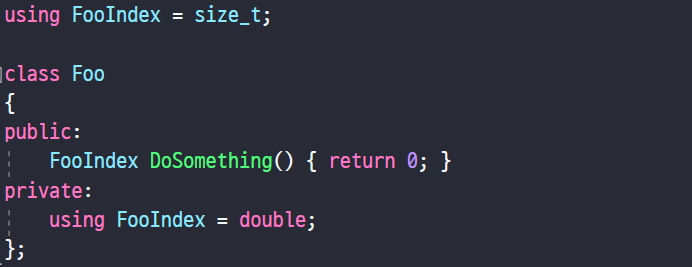 using FooIndex = size_t;
class Foo
{
public:
FooIndex DoSomething() { return 0; }
private:
using FooIndex = double;
};